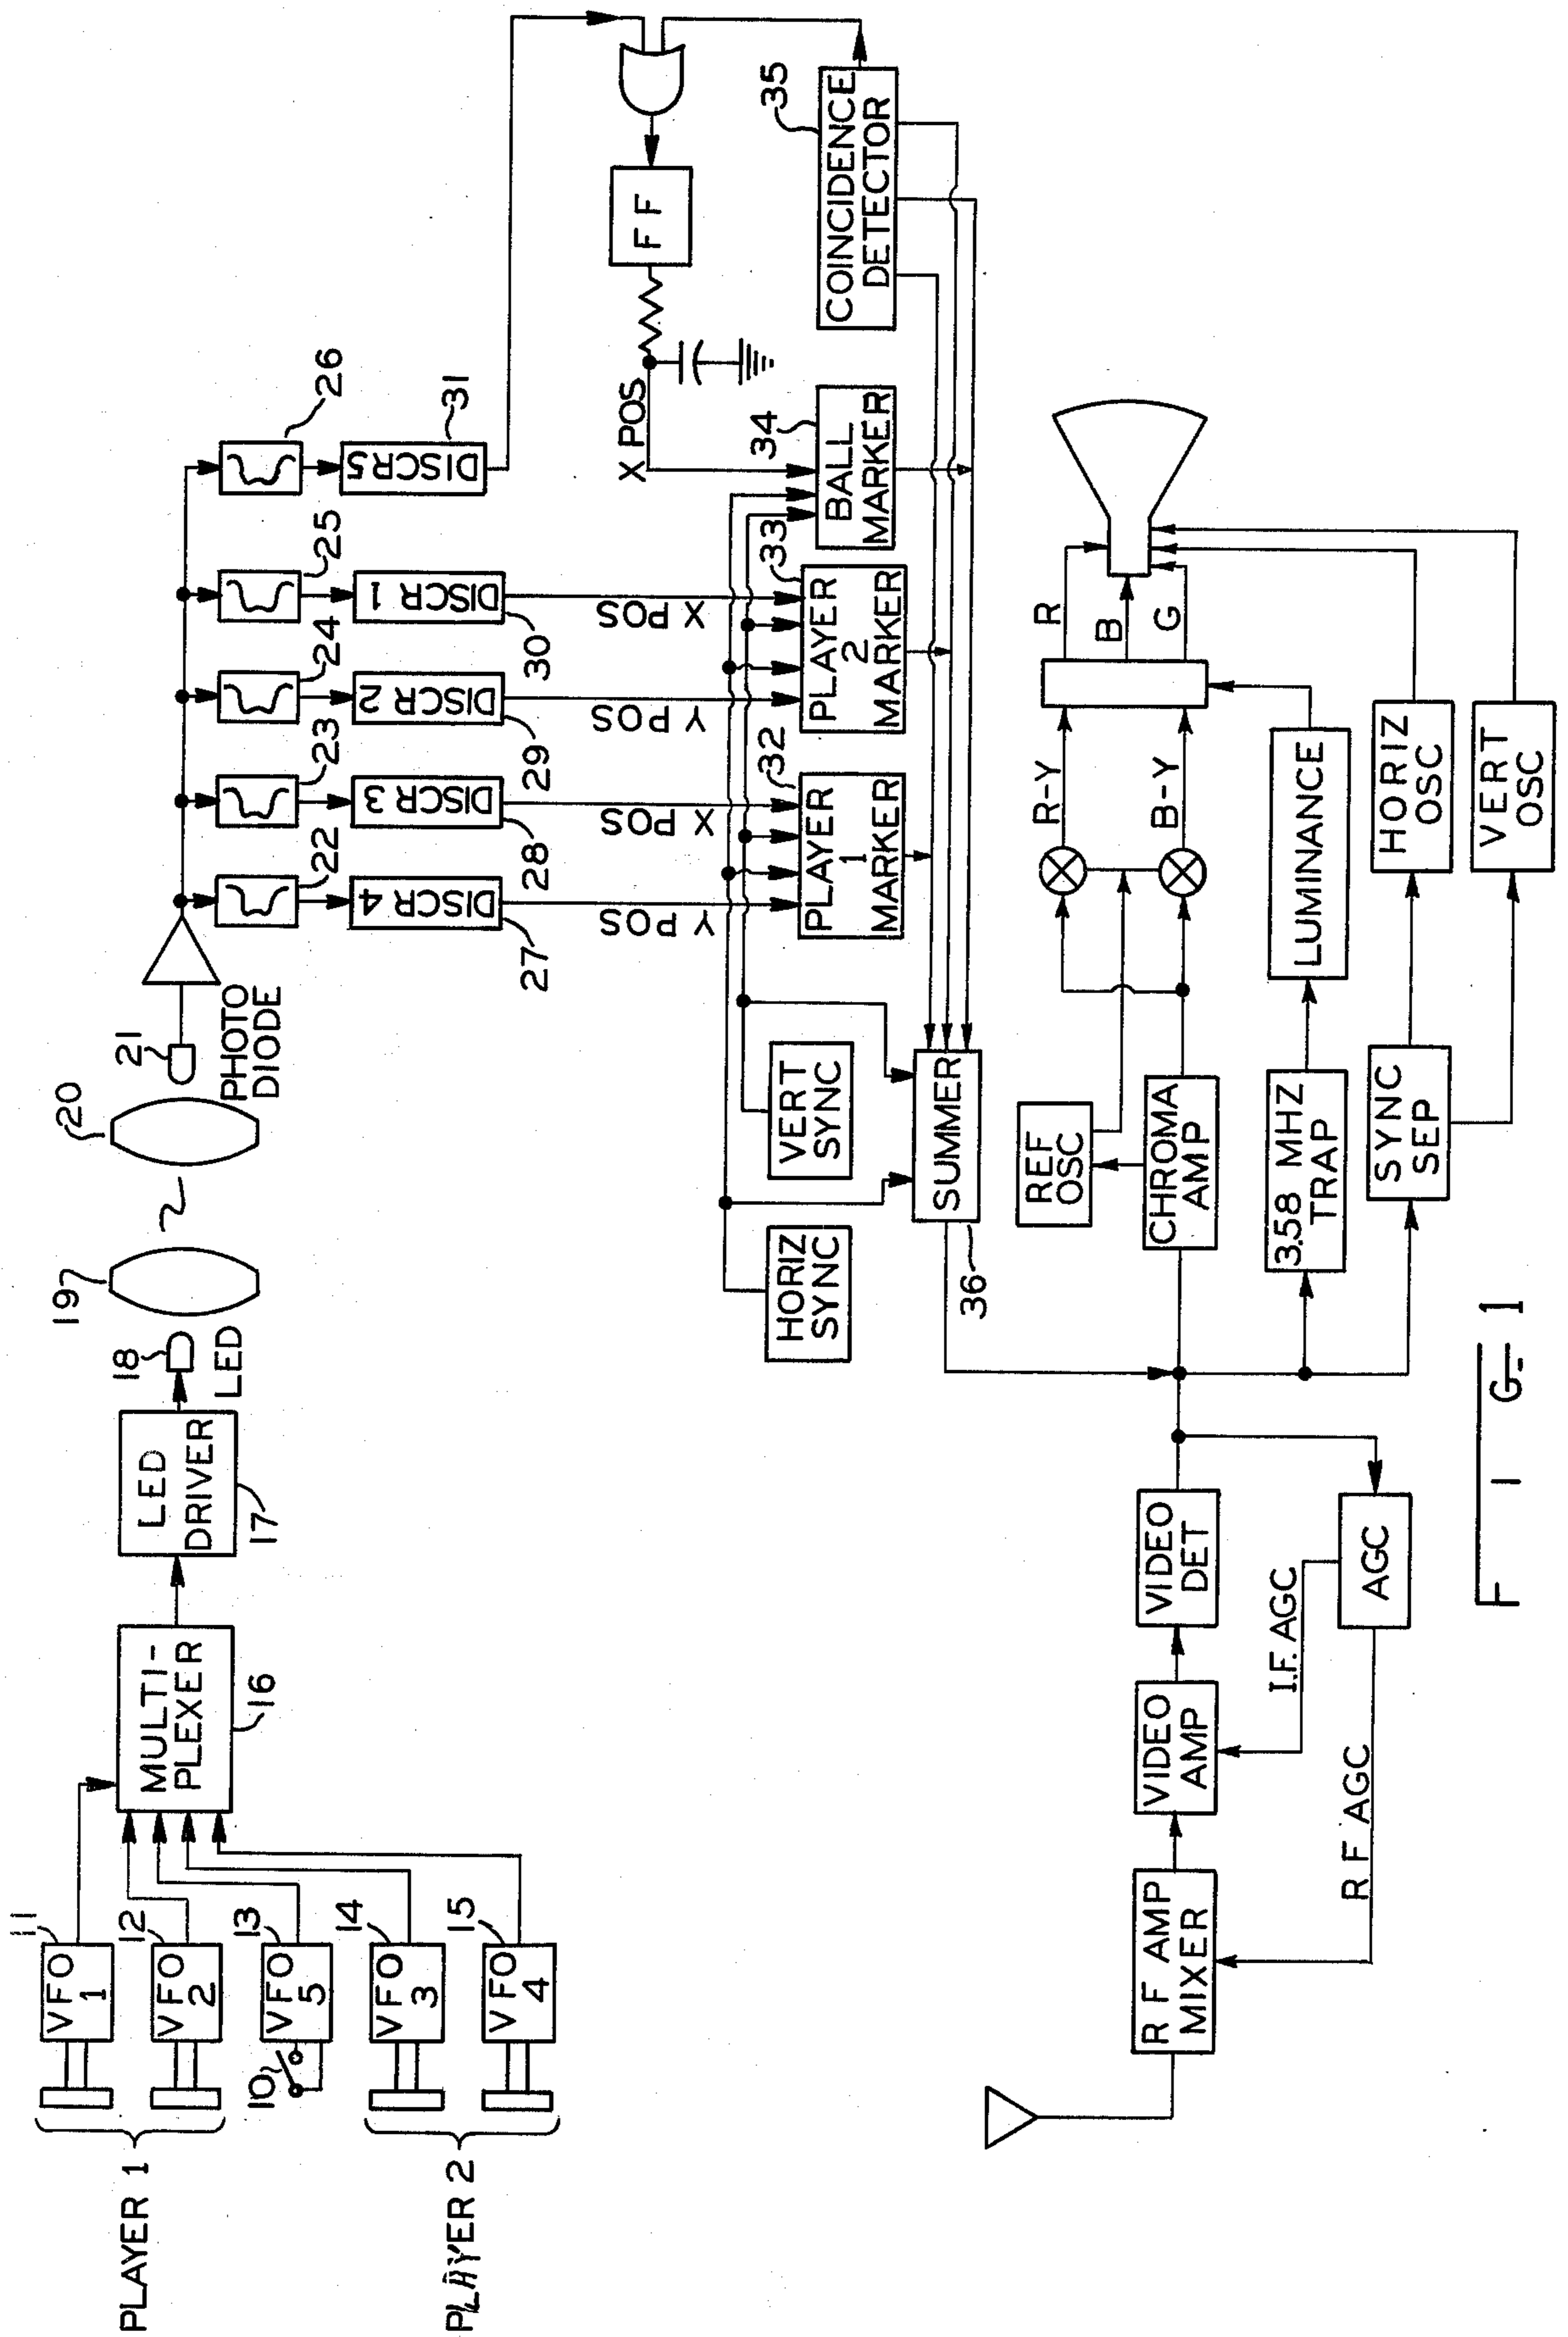 PLAYER 1
PLAYER 2
VFO
1
11
VFO
2
12
VFO
5
13
10
VFO
3
14
VFO
4
15
MULTI-
PLEXER
16
LED
DRIVER
17
18
LED
19
20
21
PHOTO
DIODE
22
23
24
25
26
DISCR 4
DISCR 3
DISCR 2
DISCR 1
DISCR5
27
28
29
30
31
Y POS
X POS
Y POS
X POS
X POS
FF
HORIZ
SYNC
VERT
SYNC
PLAYER
1
MARKER
32
PLAYER
2
MARKER
33
BALL
MARKER
34
COINCIDENCE
DETECTOR
35
SUMMER
36
RF AMP
MIXER
VIDEO
AMP
VIDEO
DET
AGC
I.F. AGC
RF AGC
REF
OSC
CHROMA
AMP
3.58 MHZ
TRAP
SYNC
SEP
R-Y
B-Y
LUMINANCE
HORIZ
OSC
VERT
OSC
R
B
G
FIG-1